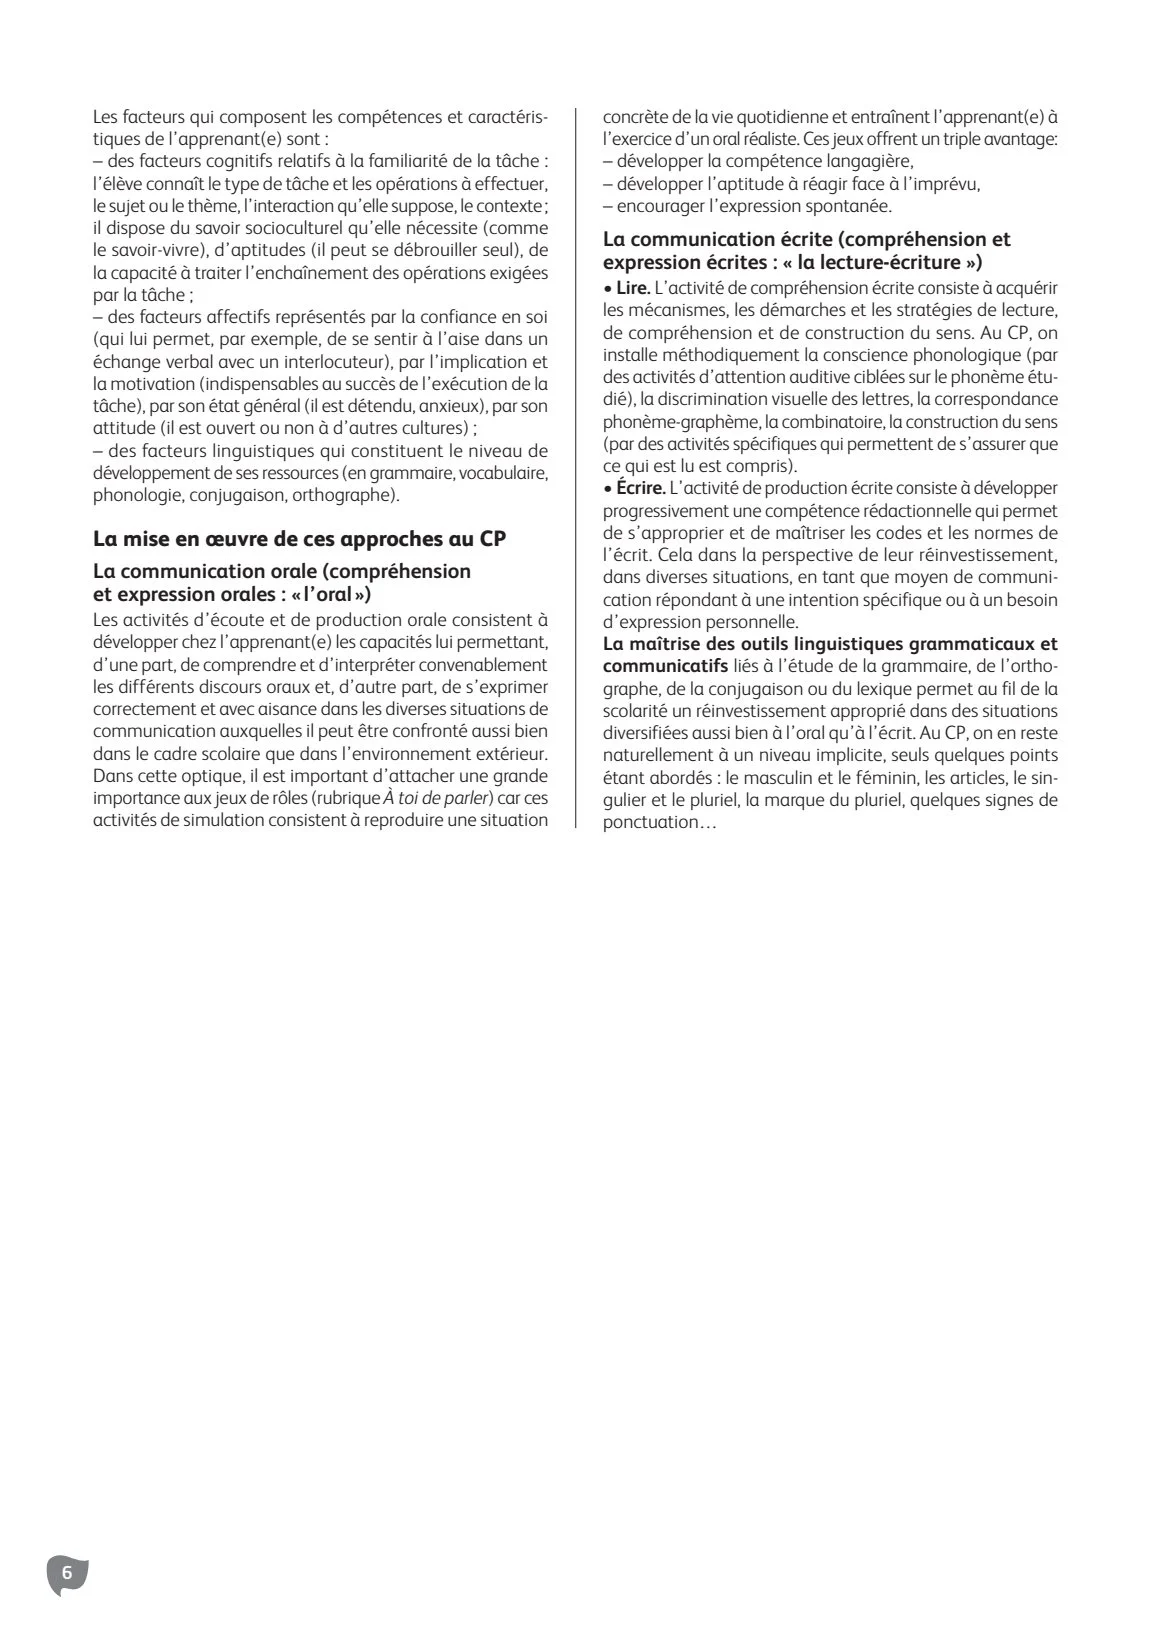 Les facteurs qui composent les compétences et caractéris-
tiques de l'apprenant(e) sont :
– des facteurs cognitifs relatifs à la familiarité de la tâche :
l'élève connaît le type de tâche et les opérations à effectuer,
le sujet ou le thème, l'interaction qu'elle suppose, le contexte ;
il dispose du savoir socioculturel qu'elle nécessite (comme
le savoir-vivre), d'aptitudes (il peut se débrouiller seul), de
la capacité à traiter l'enchaînement des opérations exigées
par la tâche ;
– des facteurs affectifs représentés par la confiance en soi
(qui lui permet, par exemple, de se sentir à l'aise dans un
échange verbal avec un interlocuteur), par l'implication et
la motivation (indispensables au succès de l'exécution de la
tâche), par son état général (il est détendu, anxieux), par son
attitude (il est ouvert ou non à d'autres cultures) ;
– des facteurs linguistiques qui constituent le niveau de
développement de ses ressources (en grammaire, vocabulaire,
phonologie, conjugaison, orthographe).
La mise en œuvre de ces approches au CP
La communication orale (compréhension
et expression orales : « l'oral »)
Les activités d'écoute et de production orale consistent à
développer chez l'apprenant(e) les capacités lui permettant,
d'une part, de comprendre et d'interpréter convenablement
les différents discours oraux et, d'autre part, de s'exprimer
correctement et avec aisance dans les diverses situations de
communication auxquelles il peut être confronté aussi bien
dans le cadre scolaire que dans l'environnement extérieur.
Dans cette optique, il est important d'attacher une grande
importance aux jeux de rôles (rubrique À toi de parler) car ces
activités de simulation consistent à reproduire une situation
concrète de la vie quotidienne et entraînent l'apprenant(e) à
l'exercice d'un oral réaliste. Ces jeux offrent un triple avantage:
– développer la compétence langagière,
– développer l'aptitude à réagir face à l'imprévu,
– encourager l'expression spontanée.
La communication écrite (compréhension et
expression écrites : « la lecture-écriture »)
• Lire. L'activité de compréhension écrite consiste à acquérir
les mécanismes, les démarches et les stratégies de lecture,
de compréhension et de construction du sens. Au CP, on
installe méthodiquement la conscience phonologique (par
des activités d'attention auditive ciblées sur le phonème étu-
dié), la discrimination visuelle des lettres, la correspondance
phonème-graphème, la combinatoire, la construction du sens
(par des activités spécifiques qui permettent de s'assurer que
ce qui est lu est compris).
• Écrire. L'activité de production écrite consiste à développer
progressivement une compétence rédactionnelle qui permet
de s'approprier et de maîtriser les codes et les normes de
l'écrit. Cela dans la perspective de leur réinvestissement,
dans diverses situations, en tant que moyen de communi-
cation répondant à une intention spécifique ou à un besoin
d'expression personnelle.
La maîtrise des outils linguistiques grammaticaux et
communicatifs liés à l'étude de la grammaire, de l'ortho-
graphe, de la conjugaison ou du lexique permet au fil de la
scolarité un réinvestissement approprié dans des situations
diversifiées aussi bien à l'oral qu'à l'écrit. Au CP, on en reste
naturellement à un niveau implicite, seuls quelques points
étant abordés : le masculin et le féminin, les articles, le sin-
gulier et le pluriel, la marque du pluriel, quelques signes de
ponctuation…
6